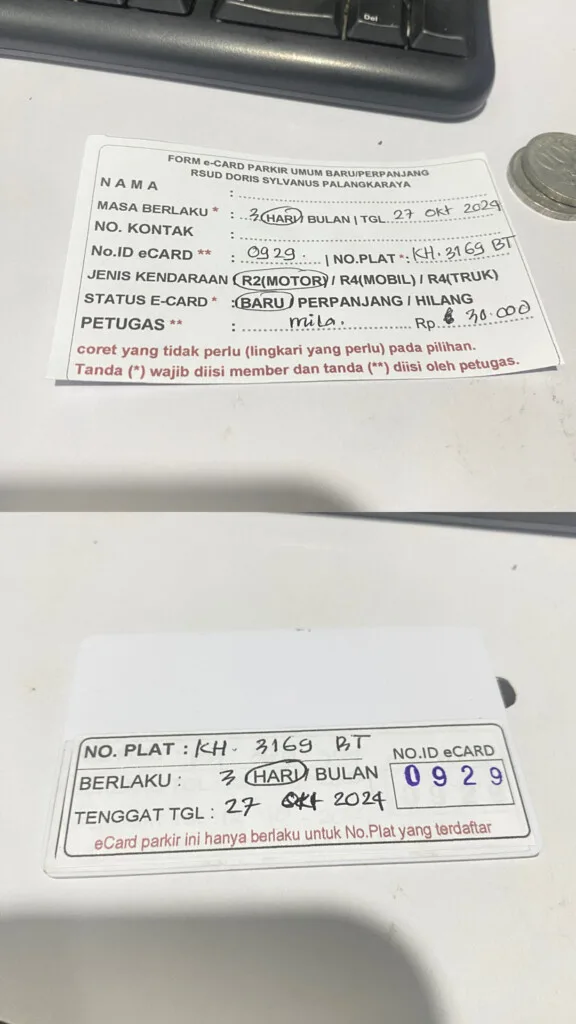 Del
FORM e-CARD PARKIR UMUM BARU/PERPANJANG
RSUD DORIS SYLVANUS PALANGKARAYA
NAMA :
MASA BERLAKU * : 3 (HARI) BULAN | TGL. 27 Okt 2024
NO. KONTAK :
No.ID eCARD ** : 0929. | NO.PLAT *: KH. 3169 BT
JENIS KENDARAAN : R2(MOTOR) / R4(MOBIL) / R4(TRUK)
STATUS E-CARD * : BARU / PERPANJANG / HILANG
PETUGAS ** : mila. Rp. 30.000
coret yang tidak perlu (lingkari yang perlu) pada pilihan.
Tanda (*) wajib diisi member dan tanda (**) diisi oleh petugas.
NO. PLAT : KH. 3169 BT
NO.ID eCARD
BERLAKU : 3 (HARI) BULAN
0929
TENGGAT TGL : 27 Okt 2024
eCard parkir ini hanya berlaku untuk No.Plat yang terdaftar